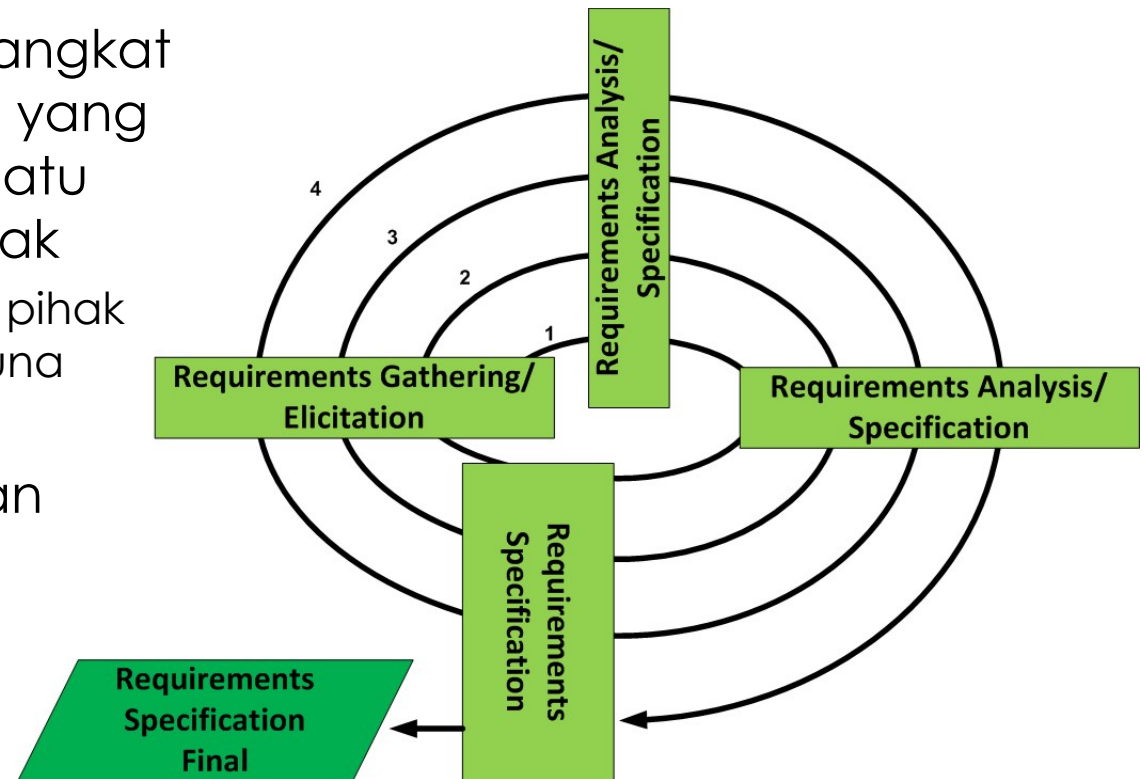 angkat
yang
atu
ak
pihak
una
an
4
3
2
1
Requirements Analysis/
Specification
Requirements Gathering/
Elicitation
Requirements Analysis/
Specification
Requirements
Specification
Requirements
Specification
Final